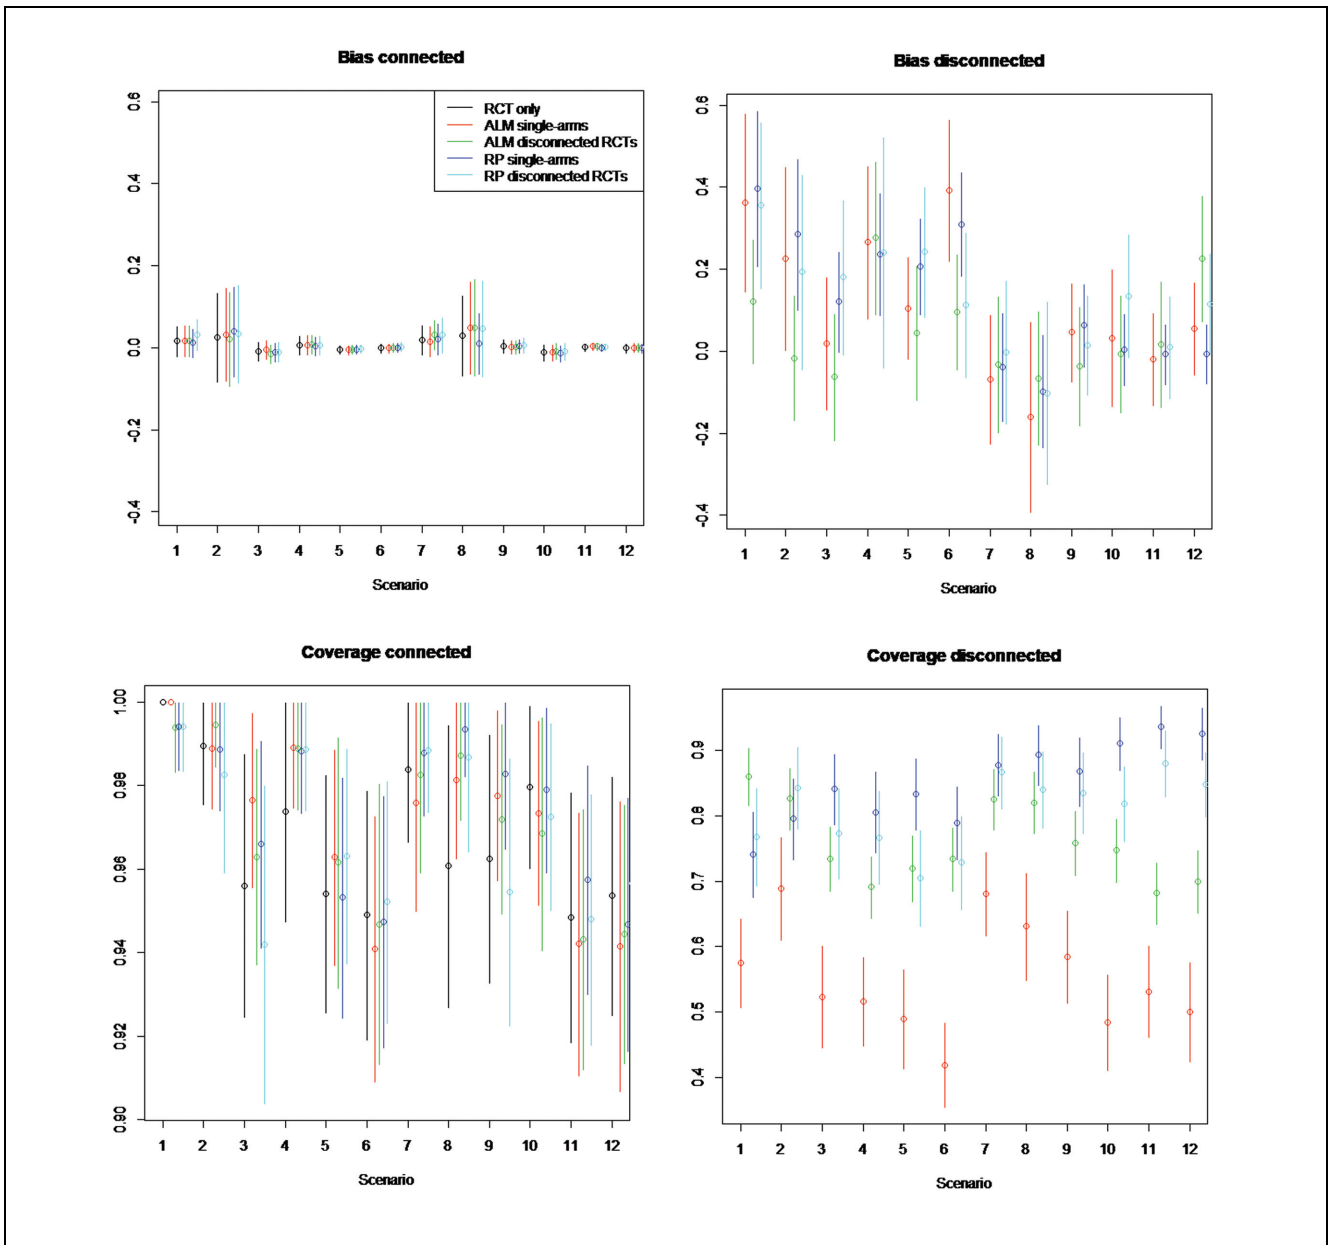 Bias connected
0.6
0.4
0.2
0.0
-0.2
-0.4
RCT only
ALM single-arms
ALM disconnected RCTs
RP single-arms
RP disconnected RCTs
1 2 3 4 5 6 7 8 9 10 11 12
Scenario
Bias disconnected
0.6
0.4
0.2
0.0
-0.2
-0.4
1 2 3 4 5 6 7 8 9 10 11 12
Scenario
Coverage connected
1.00
0.98
0.96
0.94
0.92
0.90
1 2 3 4 5 6 7 8 9 10 11 12
Scenario
Coverage disconnected
0.9
0.8
0.7
0.6
0.5
0.4
1 2 3 4 5 6 7 8 9 10 11 12
Scenario